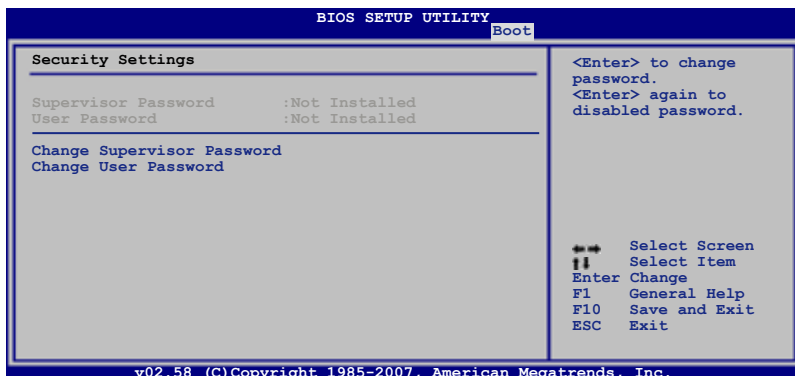 BIOS SETUP UTILITY
Boot
Security Settings
Supervisor Password :Not Installed
User Password :Not Installed
Change Supervisor Password
Change User Password
<Enter> to change
password.
<Enter> again to
disabled password.
Select Screen
Select Item
Enter Change
F1 General Help
F10 Save and Exit
ESC Exit
v02.58 (C)Copyright 1985-2007, American Megatrends, Inc.